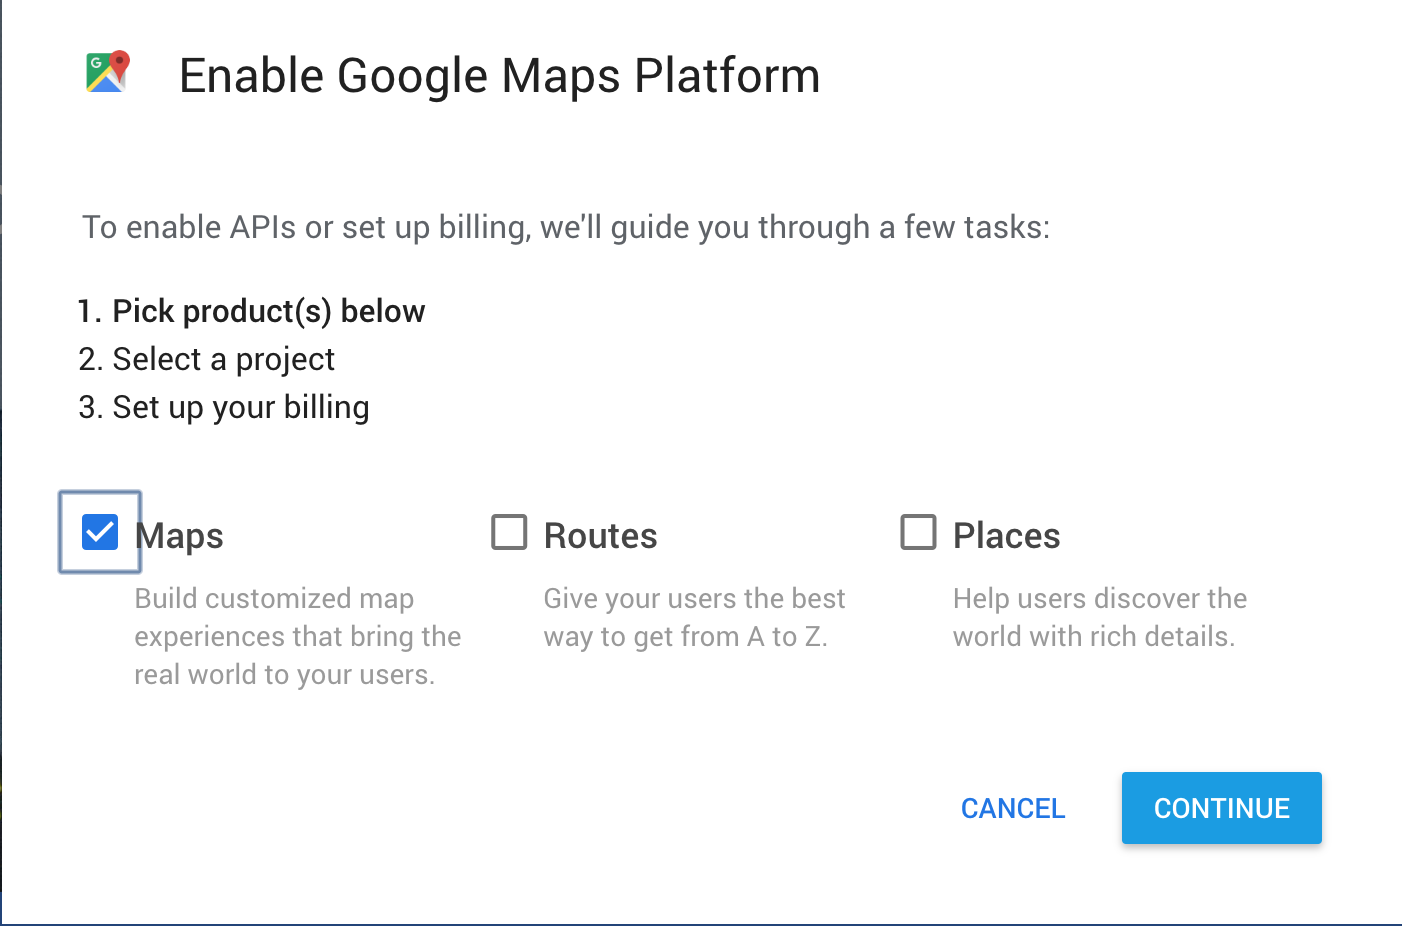 G
Enable Google Maps Platform
To enable APIs or set up billing, we'll guide you through a few tasks:
1. Pick product(s) below
2. Select a project
3. Set up your billing
Maps
Build customized map
experiences that bring the
real world to your users.
Routes
Give your users the best
way to get from A to Z.
Places
Help users discover the
world with rich details.
CANCEL
CONTINUE